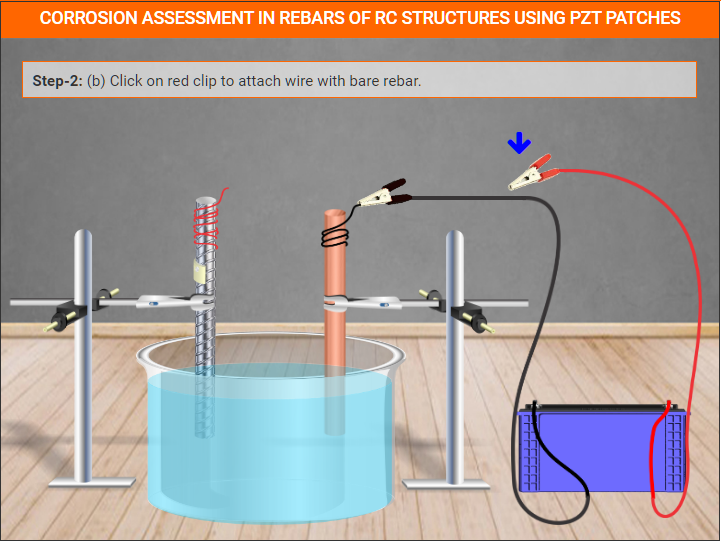 CORROSION ASSESSMENT IN REBARS OF RC STRUCTURES USING PZT PATCHES
Step-2: (b) Click on red clip to attach wire with bare rebar.